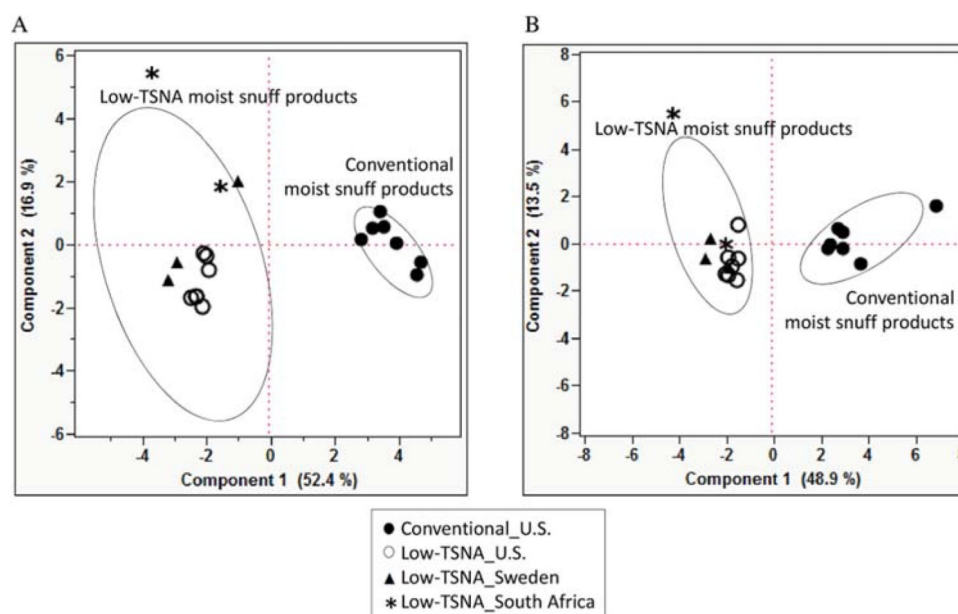 A
6
4
2
0
-2
-4
-6
-4
-2
0
2
4
Component 2 (16.9 %)
Component 1 (52.4 %)
Low-TSNA moist snuff products
Conventional
moist snuff products
B
8
6
4
2
0
-2
-4
-6
-8
-8
-6
-4
-2
0
2
4
6
8
Component 2 (13.5 %)
Component 1 (48.9 %)
Low-TSNA moist snuff products
Conventional
moist snuff products
Conventional_U.S.
Low-TSNA_U.S.
Low-TSNA_Sweden
Low-TSNA_South Africa